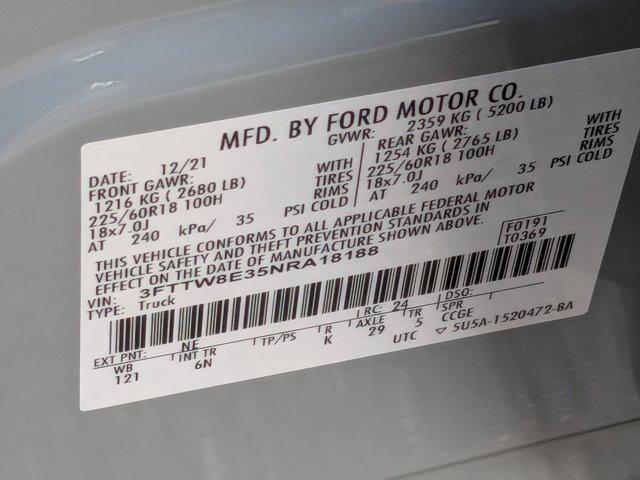 MFD. BY FORD MOTOR CO.
DATE: 12/21 GVWR: 2359 KG ( 5200 LB)
FRONT GAWR: WITH REAR GAWR: WITH
1216 KG ( 2680 LB) TIRES 1254 KG ( 2765 LB) TIRES
225/60R18 100H RIMS 225/60R18 100H RIMS
18x7.0J 18x7.0J
AT 240 kPa/ 35 PSI COLD AT 240 kPa/ 35 PSI COLD
THIS VEHICLE CONFORMS TO ALL APPLICABLE FEDERAL MOTOR
VEHICLE SAFETY AND THEFT PREVENTION STANDARDS IN
EFFECT ON THE DATE OF MANUFACTURE SHOWN ABOVE.
F0191
T0369
VIN: 3FTTW8E35NRA18188
TYPE: Truck
EXT PNT: NE RC: 24 DSO:
WB INT TR TP/PS R AXLE TR SPR
121 6N K 29 5 CCGE
UTC ▽ 5U5A-1520472-BA